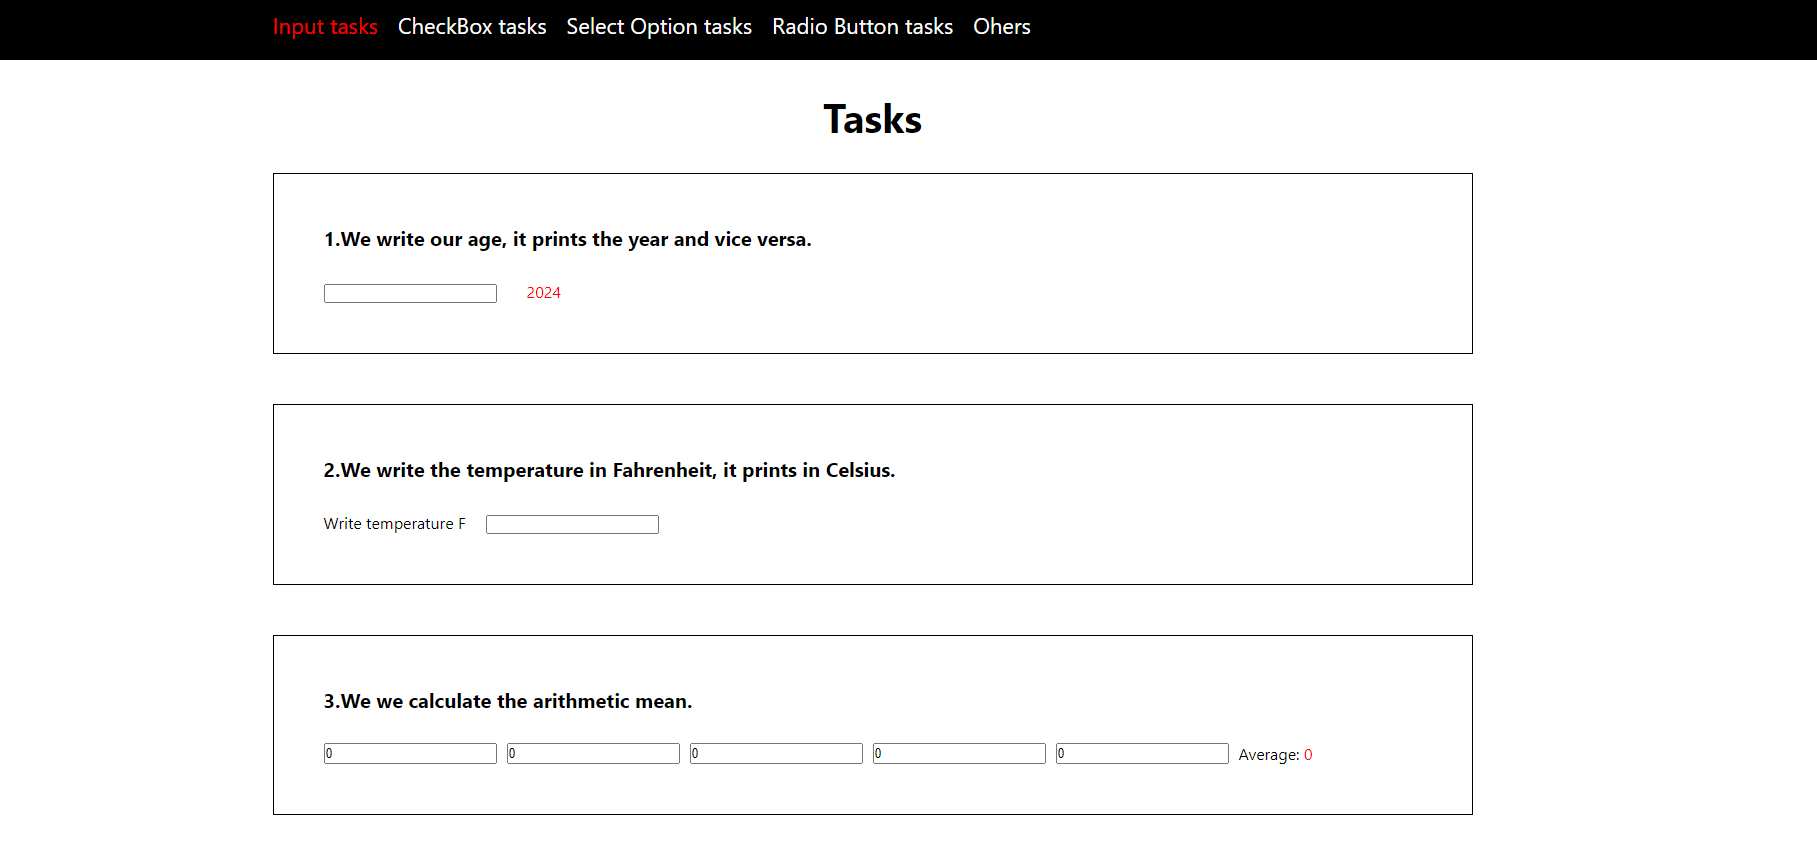 Input tasks CheckBox tasks Select Option tasks Radio Button tasks Ohers
Tasks
1.We write our age, it prints the year and vice versa.
2024
2.We write the temperature in Fahrenheit, it prints in Celsius.
Write temperature F
3.We we calculate the arithmetic mean.
0 0 0 0 0 Average: 0